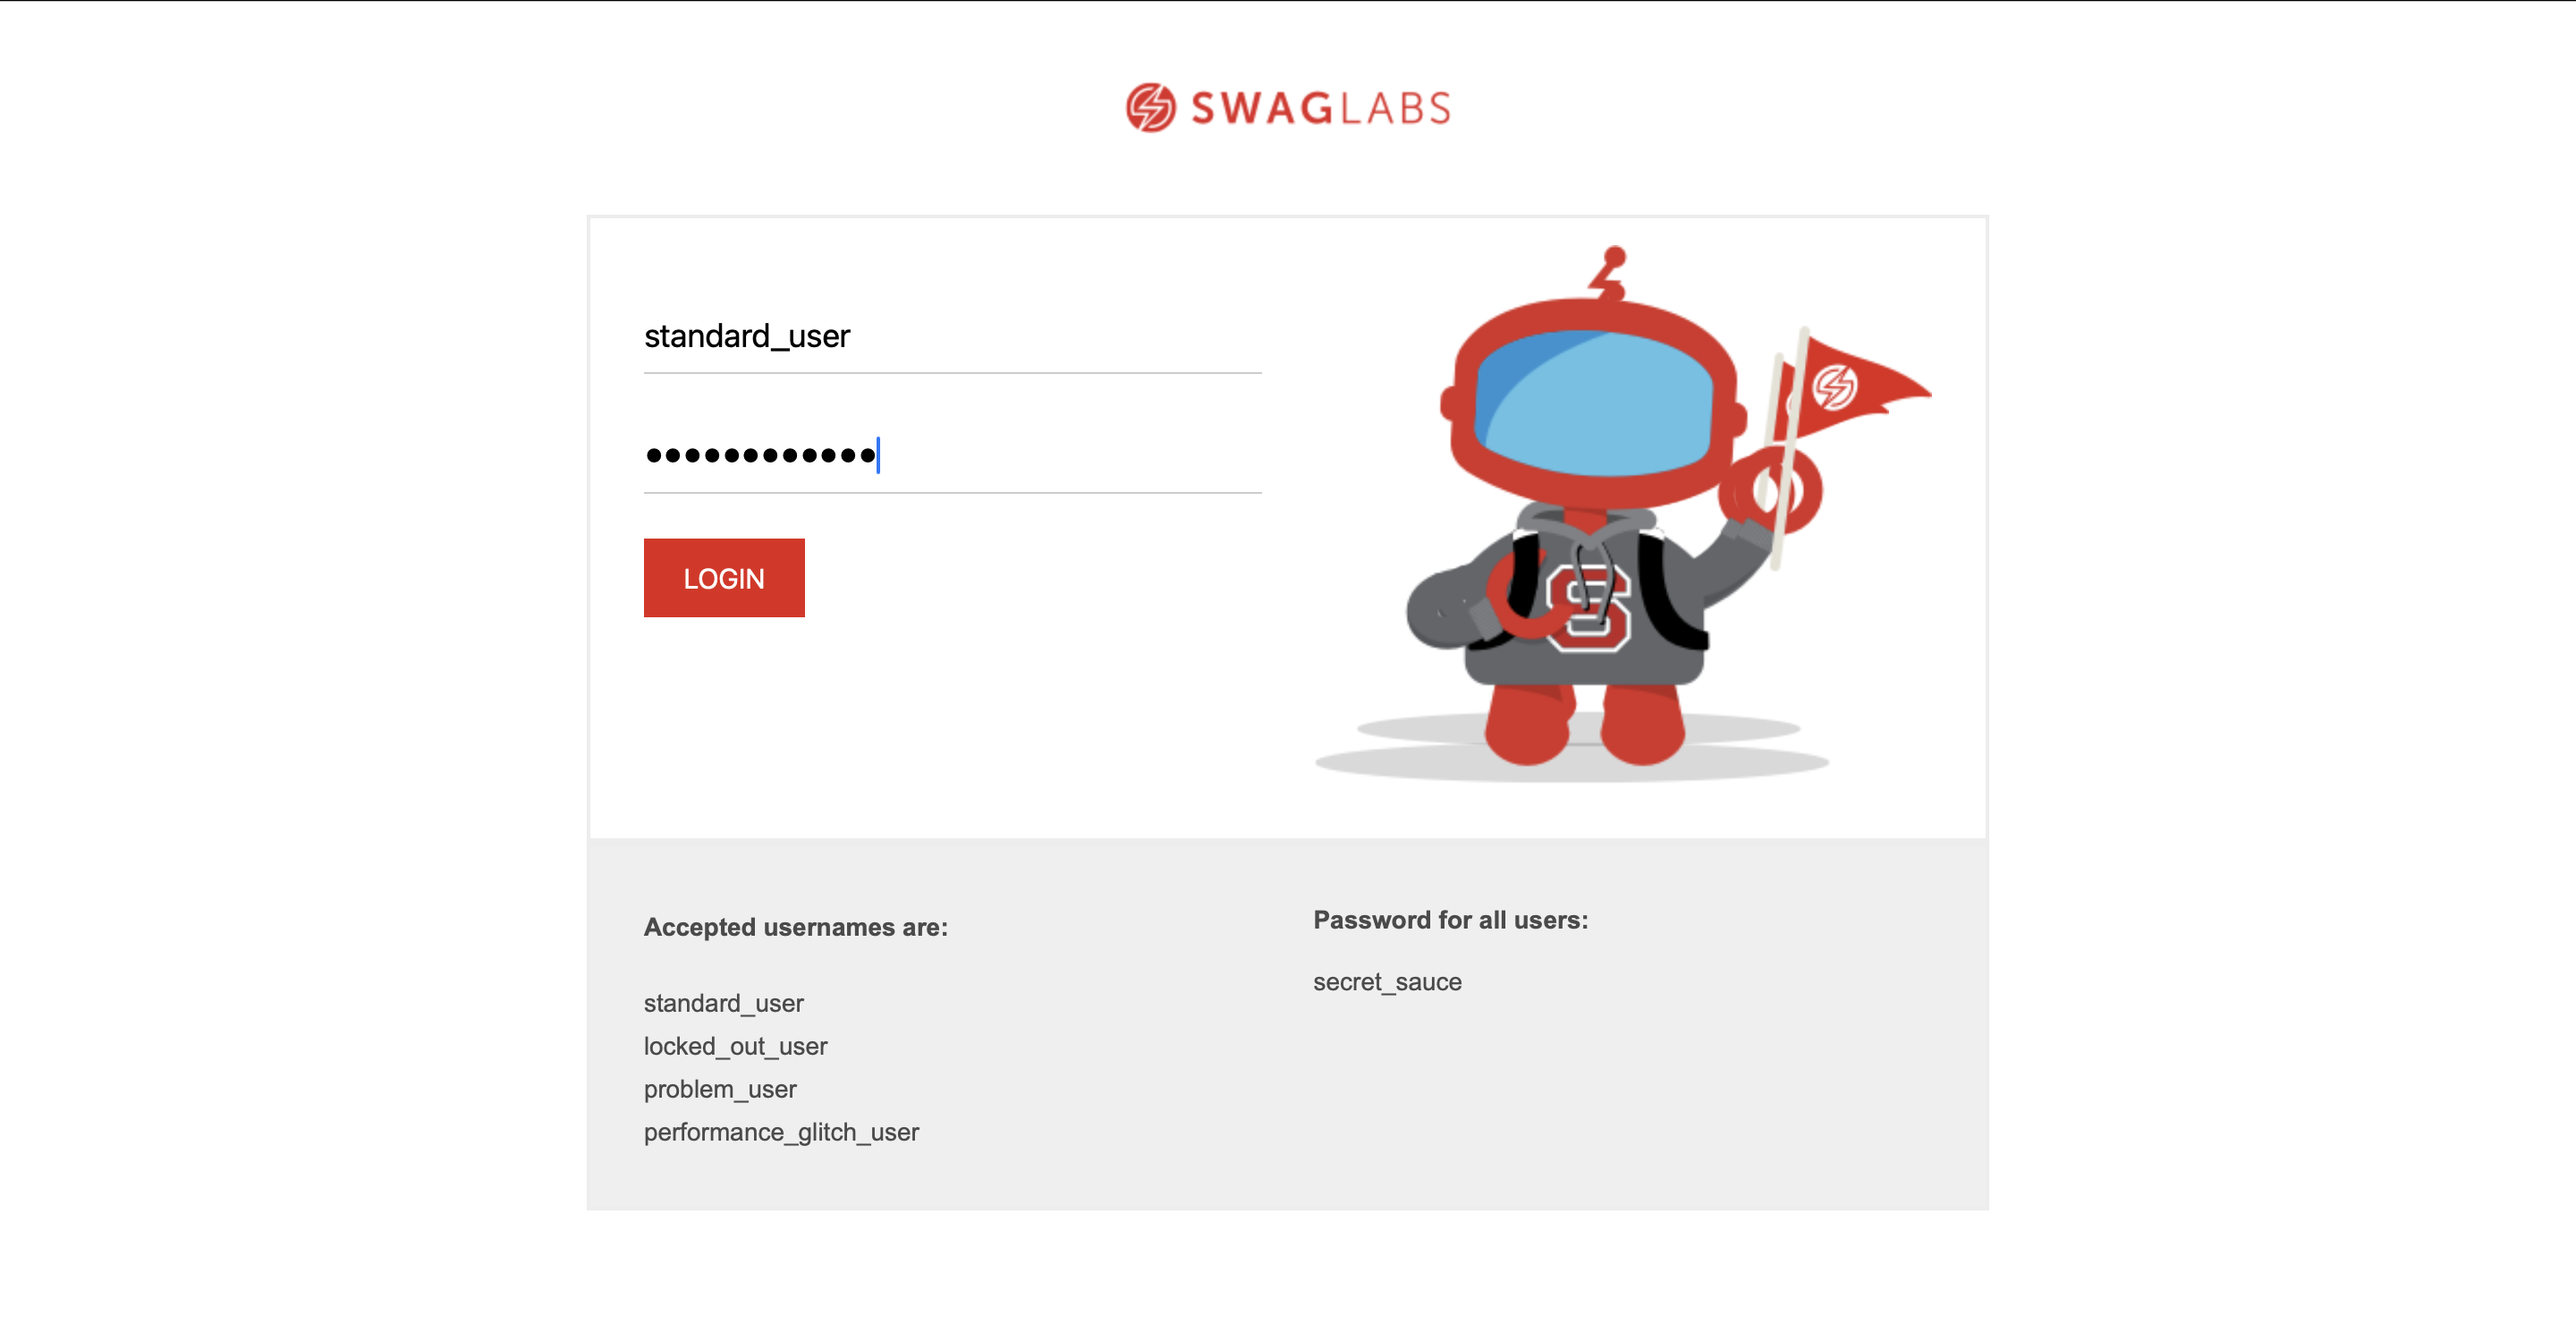 SWAGLABS
standard_user
••••••••••••
LOGIN
S
Accepted usernames are:
standard_user
locked_out_user
problem_user
performance_glitch_user
Password for all users:
secret_sauce